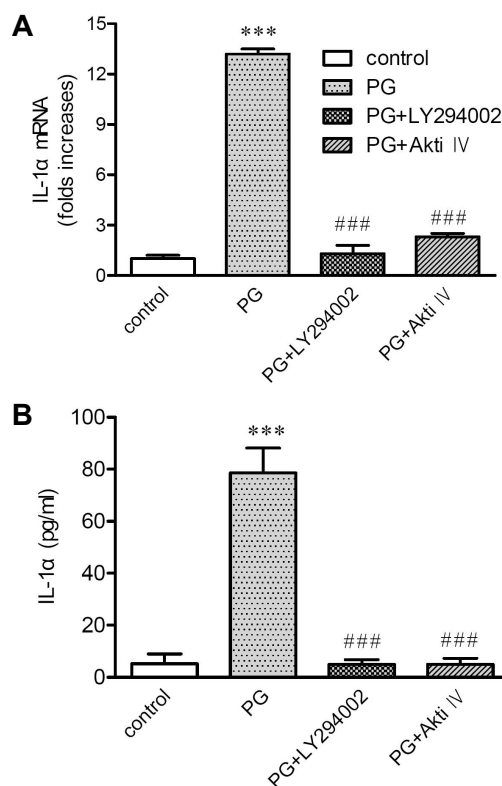 A
IL-1α mRNA
(folds increases)
15
12
9
6
3
0
***
###
###
control
PG
PG+LY294002
PG+Akti IV
control
PG
PG+LY294002
PG+Akti IV
B
IL-1α (pg/ml)
100
80
60
40
20
0
***
###
###
control
PG
PG+LY294002
PG+Akti IV